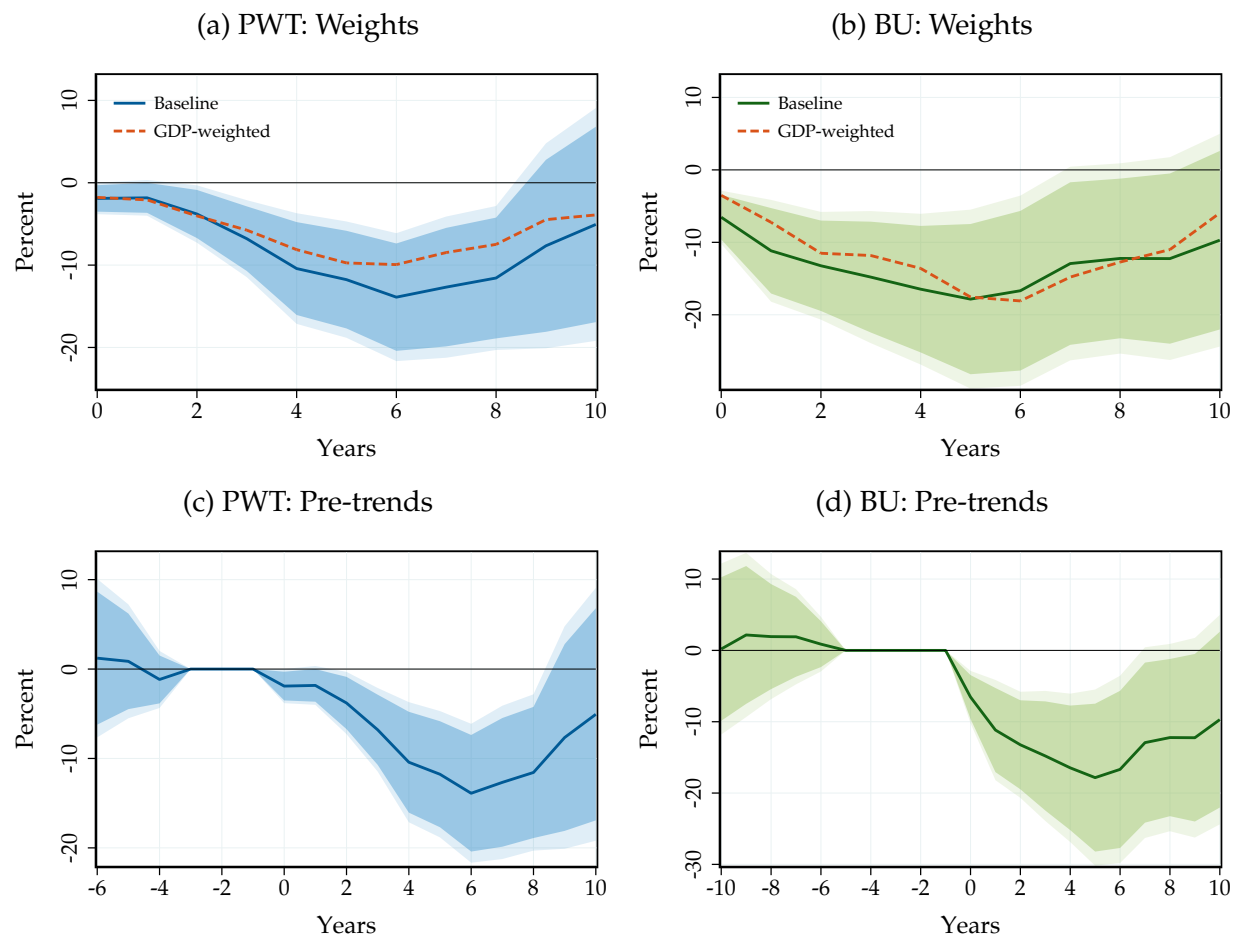 (a) PWT: Weights
Percent
10
0
-10
-20
Baseline
GDP-weighted
0 2 4 6 8 10
Years
(b) BU: Weights
Percent
10
0
-10
-20
Baseline
GDP-weighted
0 2 4 6 8 10
Years
(c) PWT: Pre-trends
Percent
10
0
-10
-20
-6 -4 -2 0 2 4 6 8 10
Years
(d) BU: Pre-trends
Percent
10
0
-10
-20
-30
-10 -8 -6 -4 -2 0 2 4 6 8 10
Years